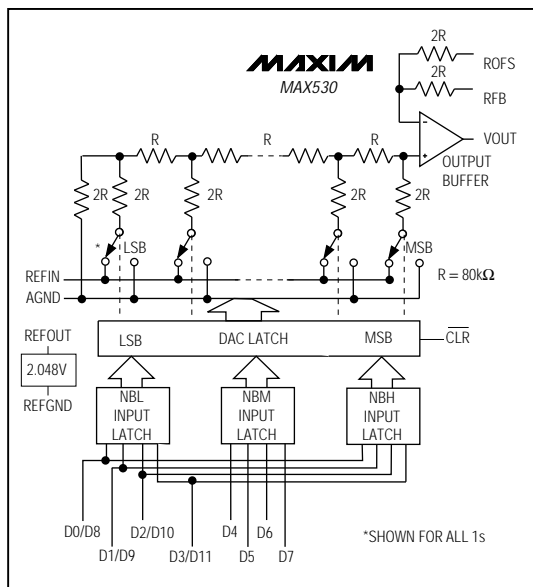 2R
ROFS
MAXIM
MAX530
2R
RFB
R
R
R
R
VOUT
OUTPUT
BUFFER
2R
2R
2R
2R
2R
*
LSB
MSB
REFIN
R = 80kΩ
AGND
REFOUT
LSB
DAC LATCH
MSB
CLR
2.048V
REFGND
NBL
INPUT
LATCH
NBM
INPUT
LATCH
NBH
INPUT
LATCH
D0/D8
D2/D10
D4
D6
*SHOWN FOR ALL 1s
D1/D9
D3/D11
D5
D7